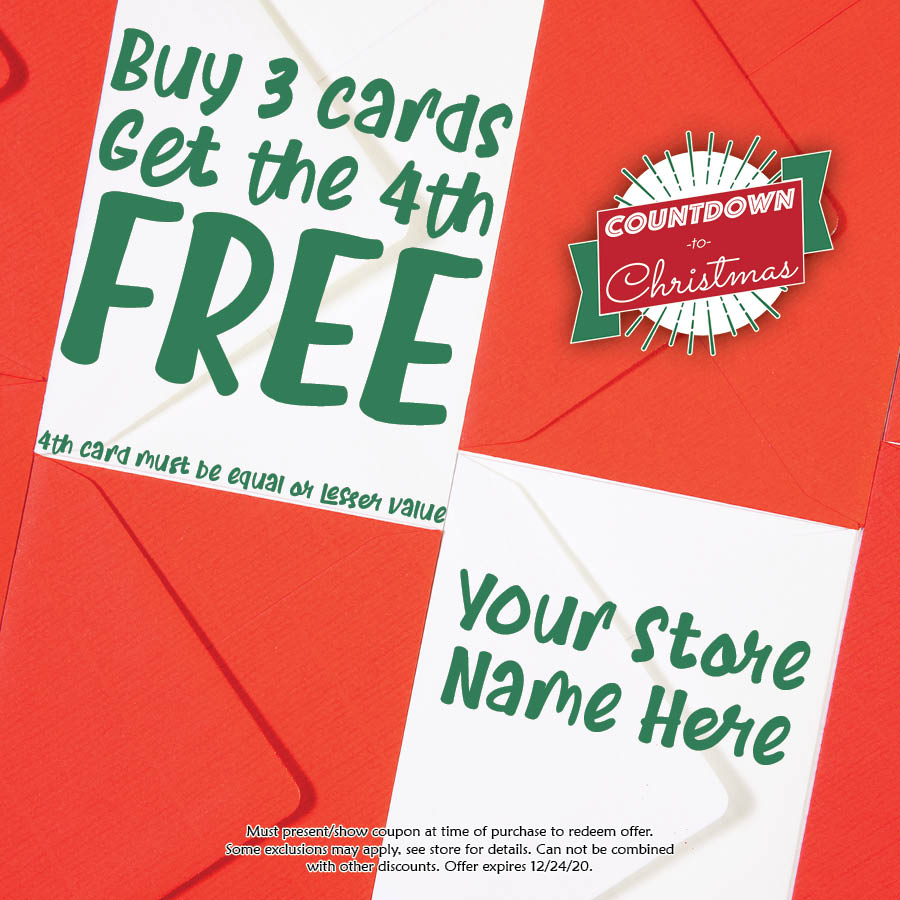 Buy 3 cards
Get the 4th
FREE
4th card must be equal or lesser value
COUNTDOWN
-to-
Christmas
Your Store
Name Here
Must present/show coupon at time of purchase to redeem offer.
Some exclusions may apply, see store for details. Can not be combined
with other discounts. Offer expires 12/24/20.